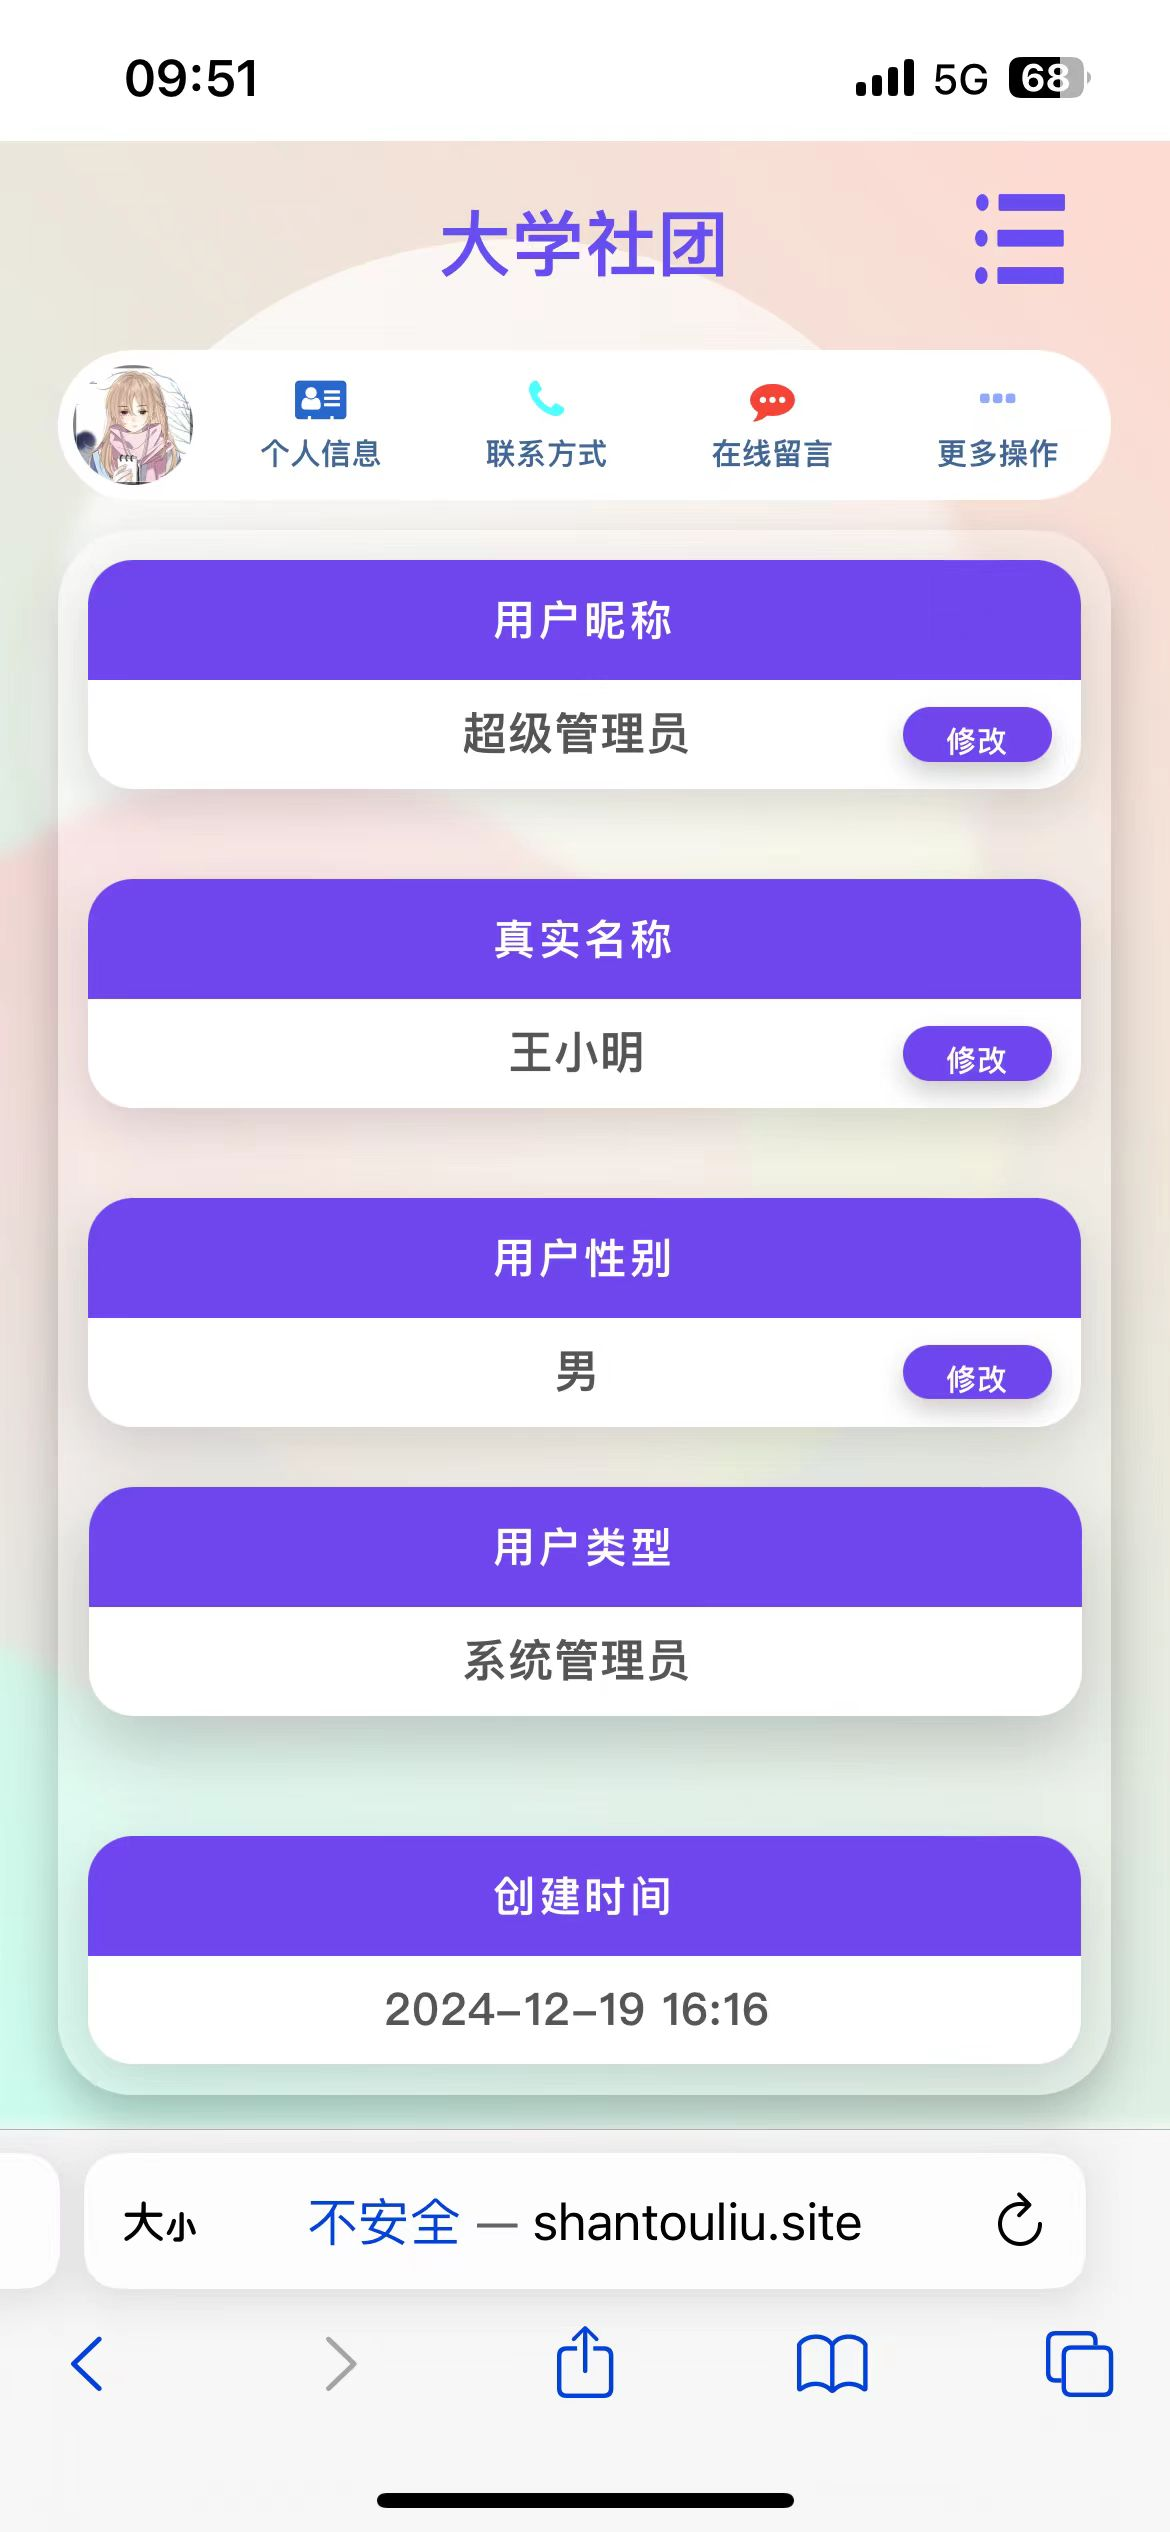 09:51 5G 68
大学社团
个人信息 联系方式 在线留言 更多操作
用户昵称
超级管理员 修改
真实名称
王小明 修改
用户性别
男 修改
用户类型
系统管理员
创建时间
2024-12-19 16:16
大小 不安全 — shantouliu.site